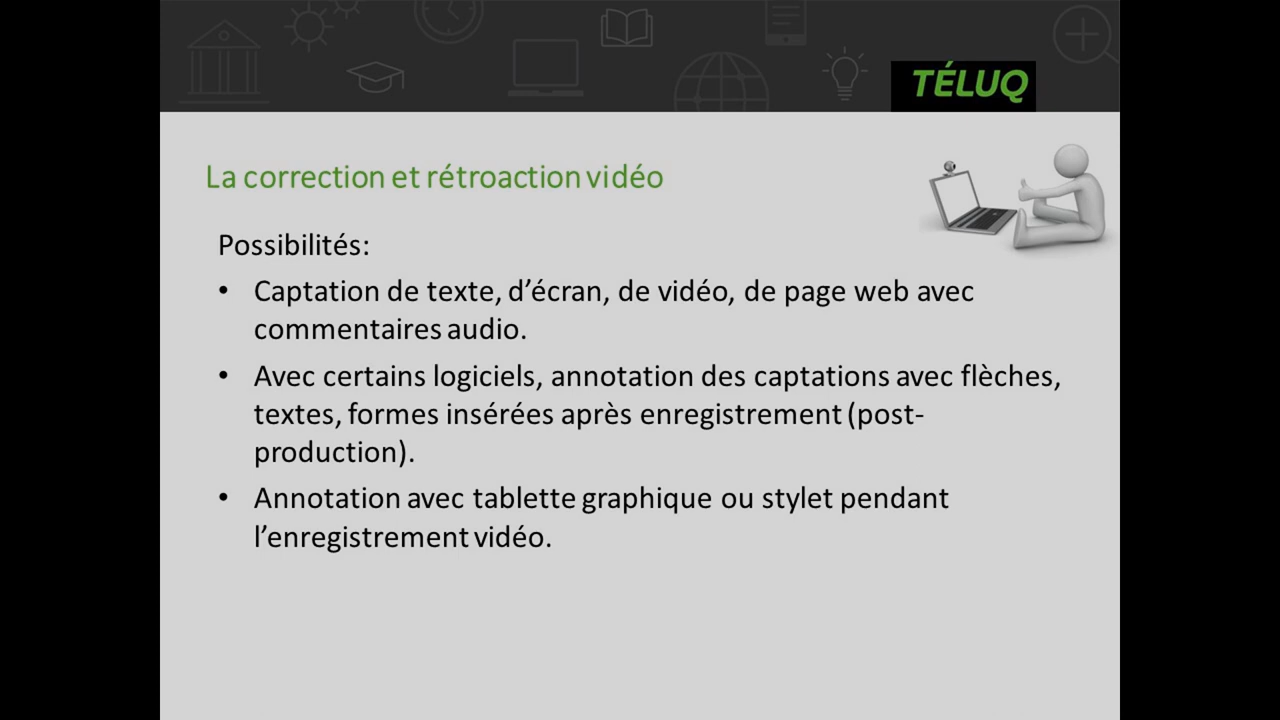 TÉLUQ
La correction et rétroaction vidéo
Possibilités:
• Captation de texte, d’écran, de vidéo, de page web avec
commentaires audio.
• Avec certains logiciels, annotation des captations avec flèches,
textes, formes insérées après enregistrement (post-
production).
• Annotation avec tablette graphique ou stylet pendant
l’enregistrement vidéo.